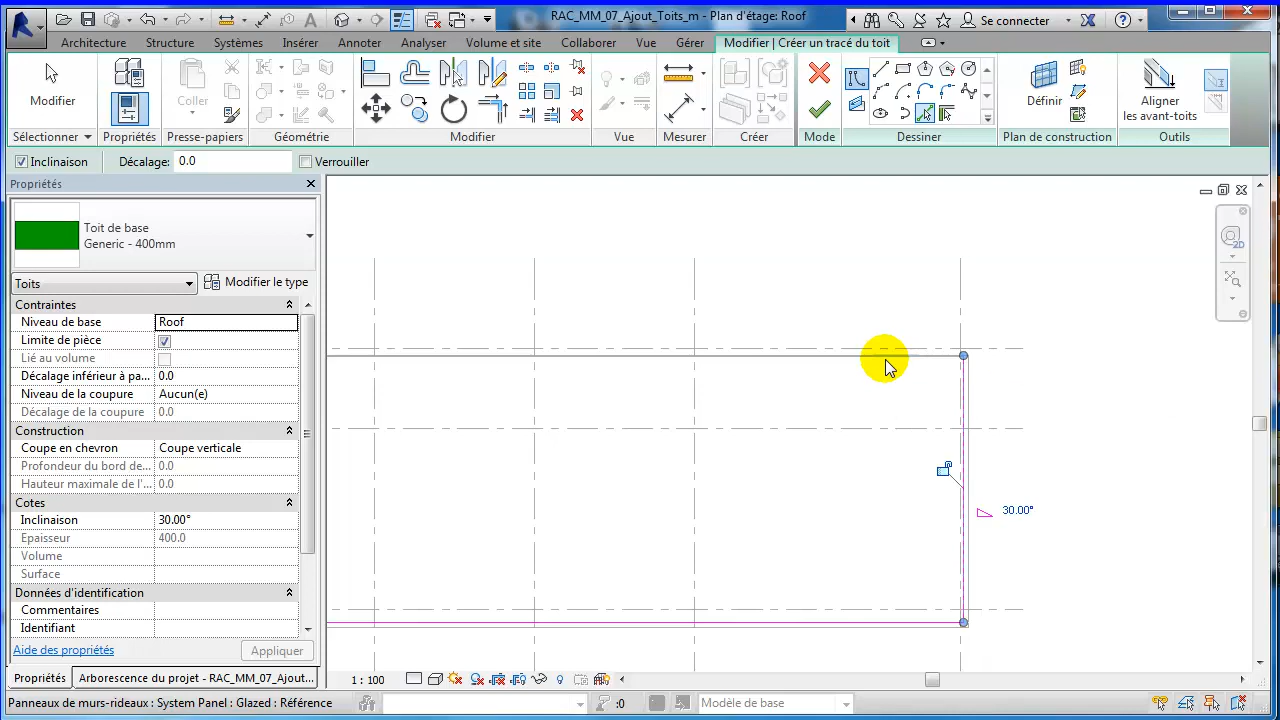 RAC_MM_07_Ajout_Toits_m - Plan d'étage: Roof
Se connecter
Architecture
Structure
Systèmes
Insérer
Annoter
Analyser
Volume et site
Collaborer
Vue
Gérer
Modifier | Créer un tracé du toit
Modifier
Coller
Définir
Aligner
les avant-toits
Sélectionner
Propriétés
Presse-papiers
Géométrie
Modifier
Vue
Mesurer
Créer
Mode
Dessiner
Plan de construction
Outils
Inclinaison
Décalage:
0.0
Verrouiller
Propriétés
Toit de base
Generic - 400mm
Toits
Modifier le type
Contraintes
Niveau de base
Roof
Limite de pièce
Lié au volume
Décalage inférieur à pa...
0.0
Niveau de la coupure
Aucun(e)
Décalage de la coupure
0.0
Construction
Coupe en chevron
Coupe verticale
Profondeur du bord de...
0.0
Hauteur maximale de l'...
0.0
Cotes
Inclinaison
30.00°
Epaisseur
400.0
Volume
Surface
Données d'identification
Commentaires
Identifiant
Aide des propriétés
Appliquer
Propriétés
Arborescence du projet - RAC_MM_07_Ajout...
2D
30.00°
1 : 100
Panneaux de murs-rideaux : System Panel : Glazed : Référence
:0
Modèle de base